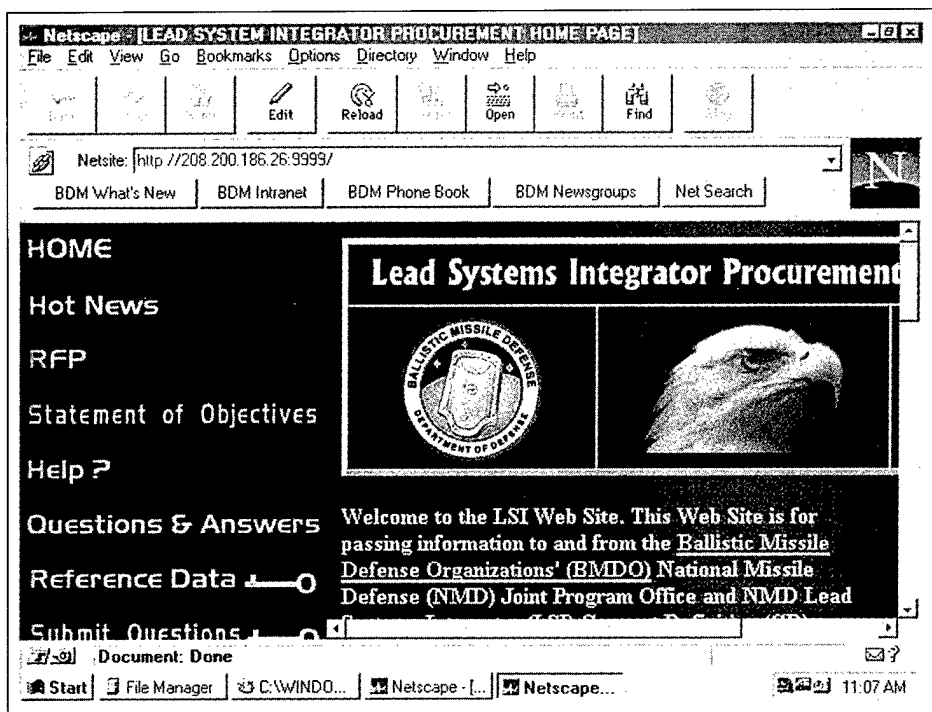 Netscape - [LEAD SYSTEM INTEGRATOR PROCUREMENT HOME PAGE]
File Edit View Go Bookmarks Options Directory Window Help
Edit Reload Open Find
Netsite: http://208.200.186.26:9999/
N
BDM What's New BDM Intranet BDM Phone Book BDM Newsgroups Net Search
HOME
Hot News
RFP
Statement of Objectives
Help ?
Questions & Answers
Reference Data
Submit Questions
Lead Systems Integrator Procurement
BALLISTIC MISSILE DEFENSE
DEPARTMENT OF DEFENSE
Welcome to the LSI Web Site. This Web Site is for
passing information to and from the Ballistic Missile
Defense Organizations' (BMDO) National Missile
Defense (NMD) Joint Program Office and NMD Lead
Document: Done
Start File Manager C:\WINDO... Netscape - [... Netscape... 11:07 AM